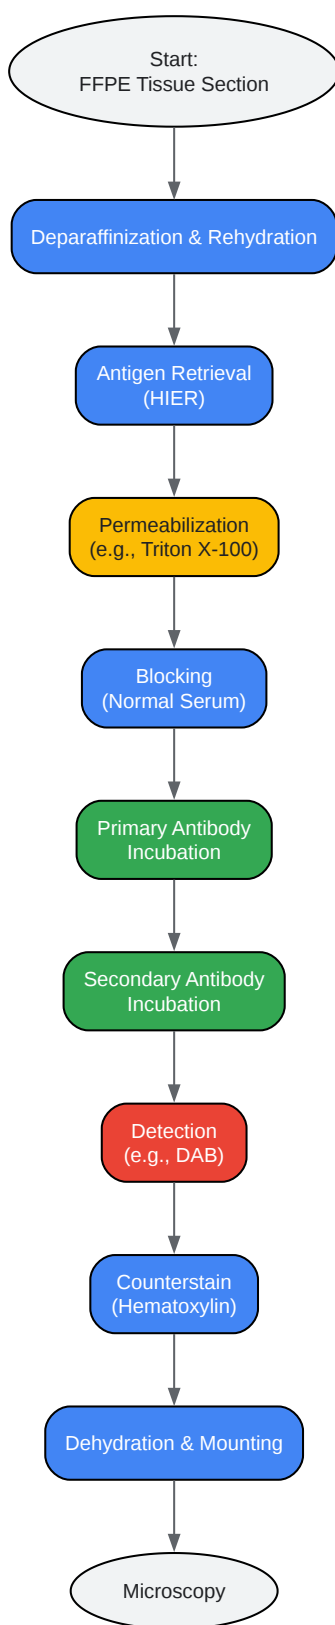 Start:
FFPE Tissue Section
Deparaffinization & Rehydration
Antigen Retrieval
(HIER)
Permeabilization
(e.g., Triton X-100)
Blocking
(Normal Serum)
Primary Antibody
Incubation
Secondary Antibody
Incubation
Detection
(e.g., DAB)
Counterstain
(Hematoxylin)
Dehydration & Mounting
Microscopy